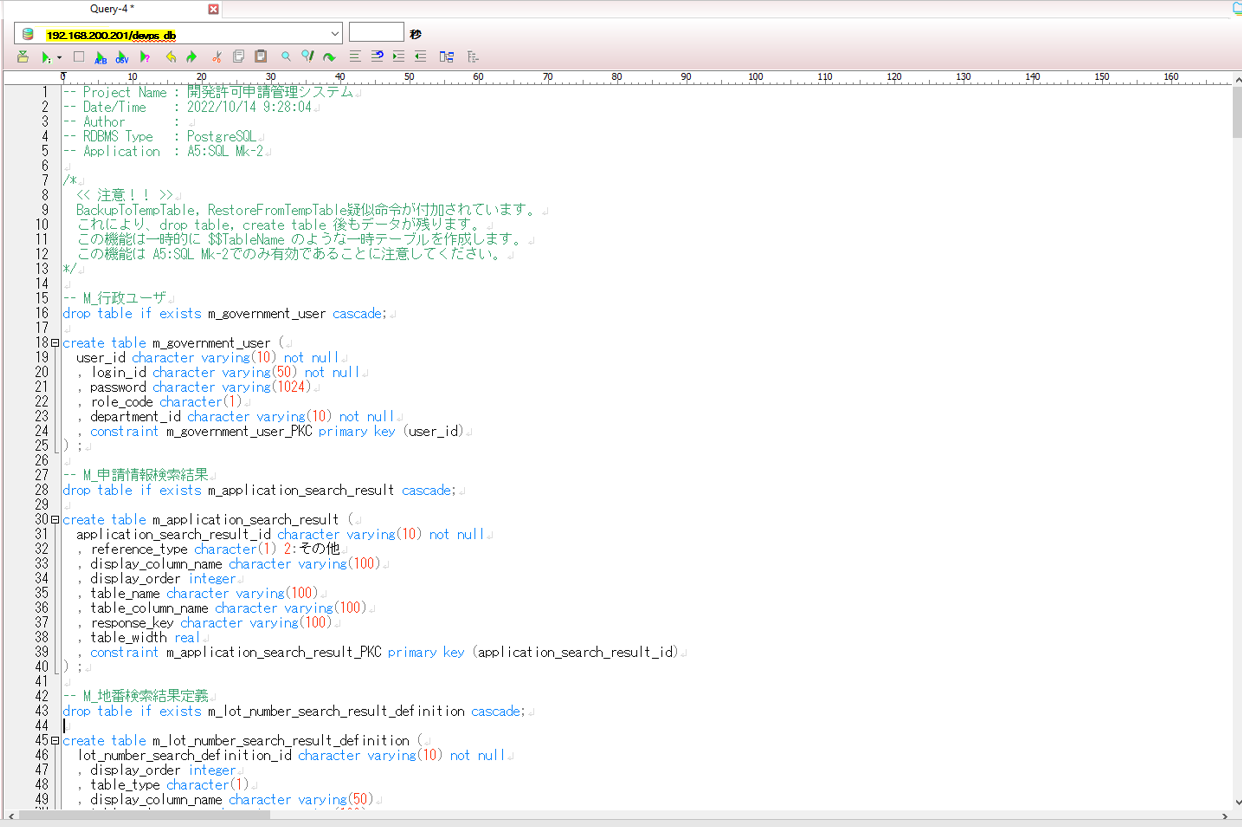 Query-4 *
192.168.200.201/devps_db
秒
0 10 20 30 40 50 60 70 80 90 100 110 120 130 140 150 160
1 -- Project Name : 開発許可申請管理システム
2 -- Date/Time : 2022/10/14 9:28:04
3 -- Author :
4 -- RDBMS Type : PostgreSQL
5 -- Application : A5:SQL Mk-2
6
7 /*
8 << 注意！！ >>
9 BackupToTempTable, RestoreFromTempTable疑似命令が付加されています。
10 これにより、drop table, create table 後もデータが残ります。
11 この機能は一時的に $$TableName のような一時テーブルを作成します。
12 この機能は A5:SQL Mk-2でのみ有効であることに注意してください。
13 */
14
15 -- M_行政ユーザ
16 drop table if exists m_government_user cascade;
17
18 create table m_government_user (
19 user_id character varying(10) not null
20 , login_id character varying(50) not null
21 , password character varying(1024)
22 , role_code character(1)
23 , department_id character varying(10) not null
24 , constraint m_government_user_PKC primary key (user_id)
25 ) ;
26
27 -- M_申請情報検索結果
28 drop table if exists m_application_search_result cascade;
29
30 create table m_application_search_result (
31 application_search_result_id character varying(10) not null
32 , reference_type character(1) 2:その他
33 , display_column_name character varying(100)
34 , display_order integer
35 , table_name character varying(100)
36 , table_column_name character varying(100)
37 , response_key character varying(100)
38 , table_width real
39 , constraint m_application_search_result_PKC primary key (application_search_result_id)
40 ) ;
41
42 -- M_地番検索結果定義
43 drop table if exists m_lot_number_search_result_definition cascade;
44
45 create table m_lot_number_search_result_definition (
46 lot_number_search_definition_id character varying(10) not null
47 , display_order integer
48 , table_type character(1)
49 , display_column_name character varying(50)